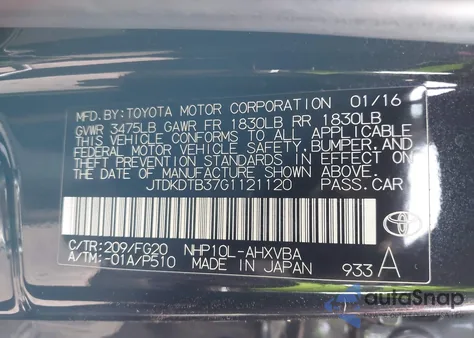 MFD.BY:TOYOTA MOTOR CORPORATION 01/16
GVWR 3475LB GAWR FR 1830LB RR 1830LB
THIS VEHICLE CONFORMS TO ALL APPLICABLE
FEDERAL MOTOR VEHICLE SAFETY,BUMPER,AND
THEFT PREVENTION STANDARDS IN EFFECT ON
THE DATE OF MANUFACTURE SHOWN ABOVE.
JTDKDTB37G1121120 PASS.CAR
C/TR:209/FG20 NHP10L-AHXVBA
A/TM:-01A/P510 MADE IN JAPAN 933 A
autoSnap